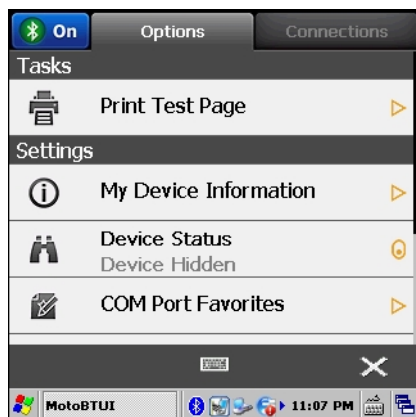 On Options Connections
Tasks
Print Test Page
Settings
My Device Information
Device Status
Device Hidden
COM Port Favorites
MotoBTUI 11:07 PM